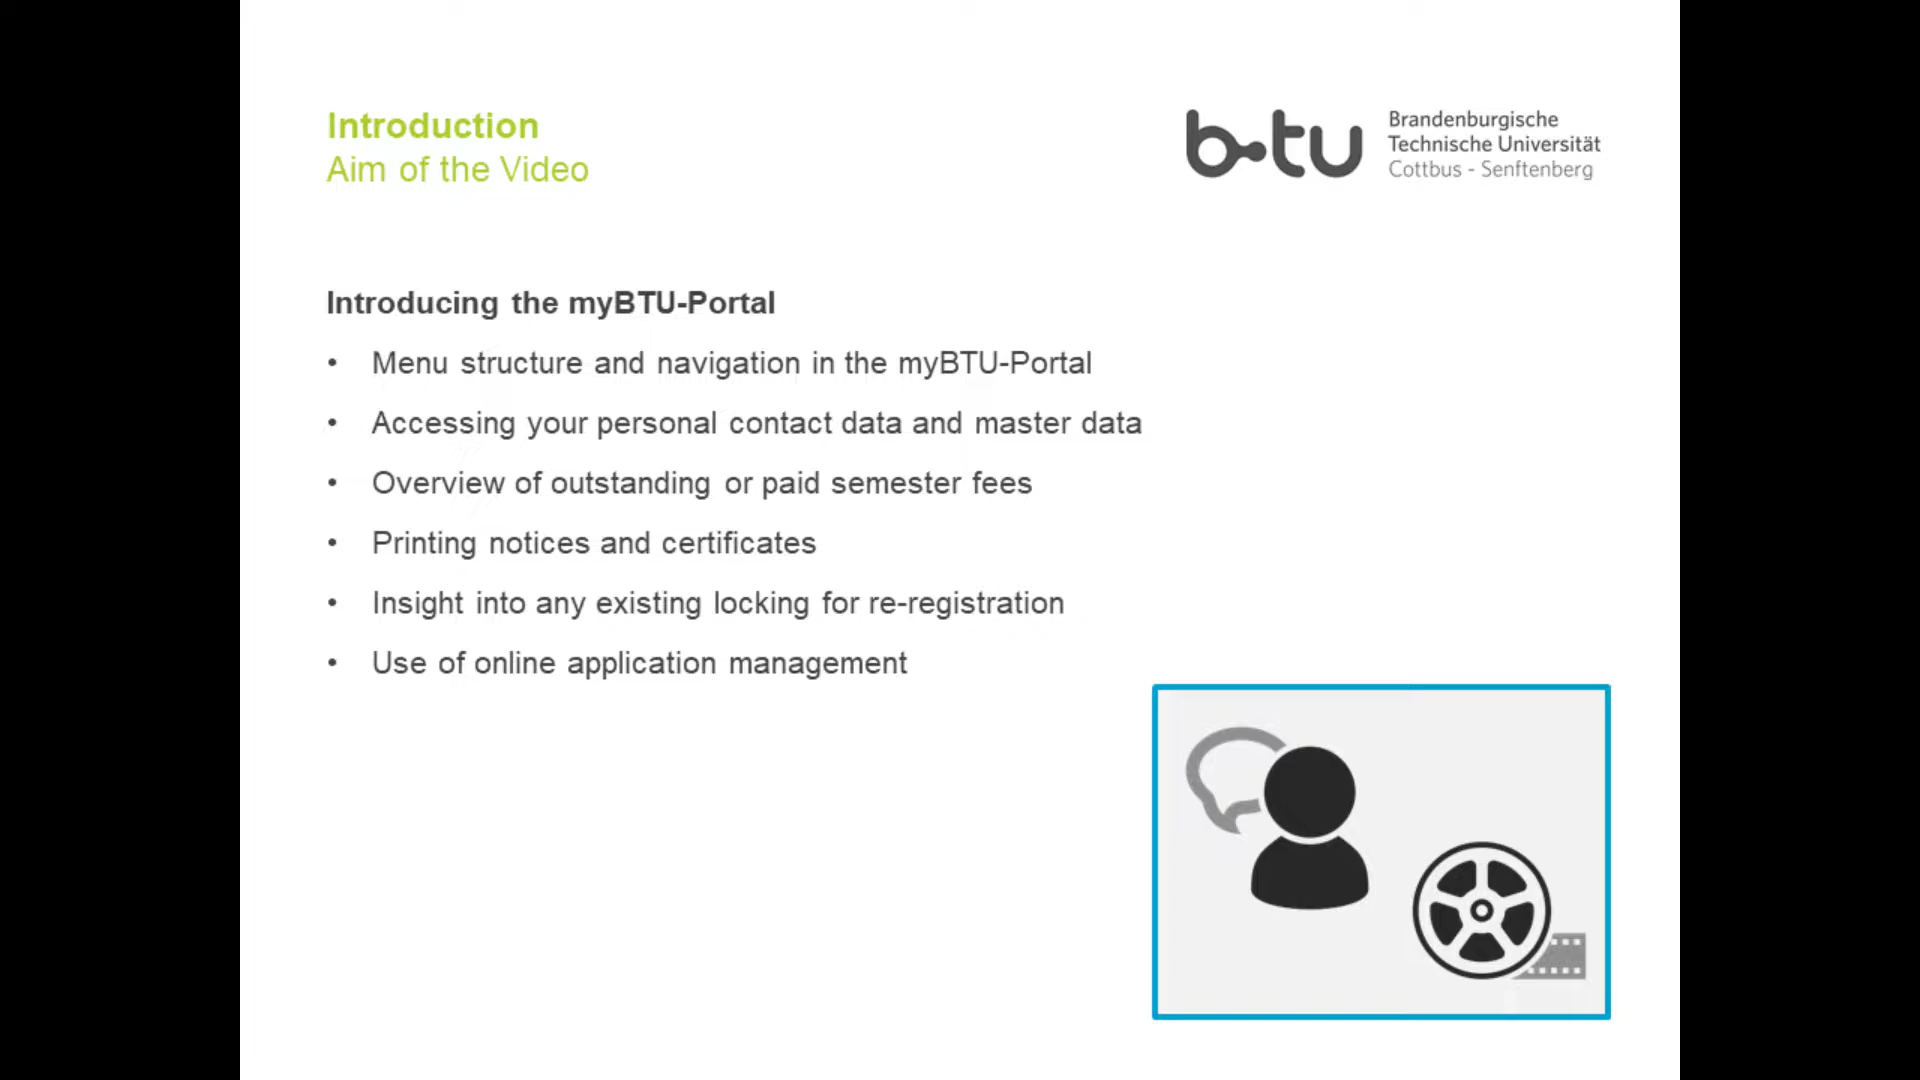 Introduction
Aim of the Video
b-tu
Brandenburgische
Technische Universität
Cottbus - Senftenberg
Introducing the myBTU-Portal
• Menu structure and navigation in the myBTU-Portal
• Accessing your personal contact data and master data
• Overview of outstanding or paid semester fees
• Printing notices and certificates
• Insight into any existing locking for re-registration
• Use of online application management